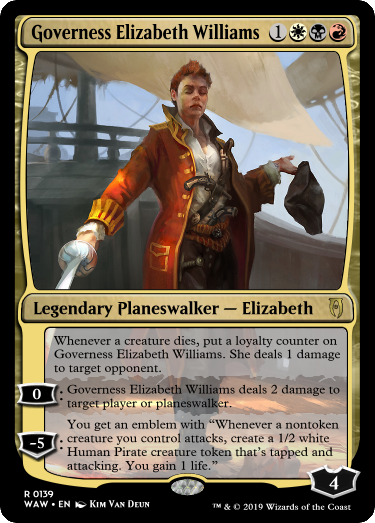 Governess Elizabeth Williams 1
Legendary Planeswalker — Elizabeth
Whenever a creature dies, put a loyalty counter on
Governess Elizabeth Williams. She deals 1 damage
to target opponent.
0 : Governess Elizabeth Williams deals 2 damage to
target player or planeswalker.
You get an emblem with “Whenever a nontoken
-5 : creature you control attacks, create a 1/2 white
Human Pirate creature token that’s tapped and
attacking. You gain 1 life.”
4
R 0139
WAW • EN Kim Van Deun
™ & © 2019 Wizards of the Coast